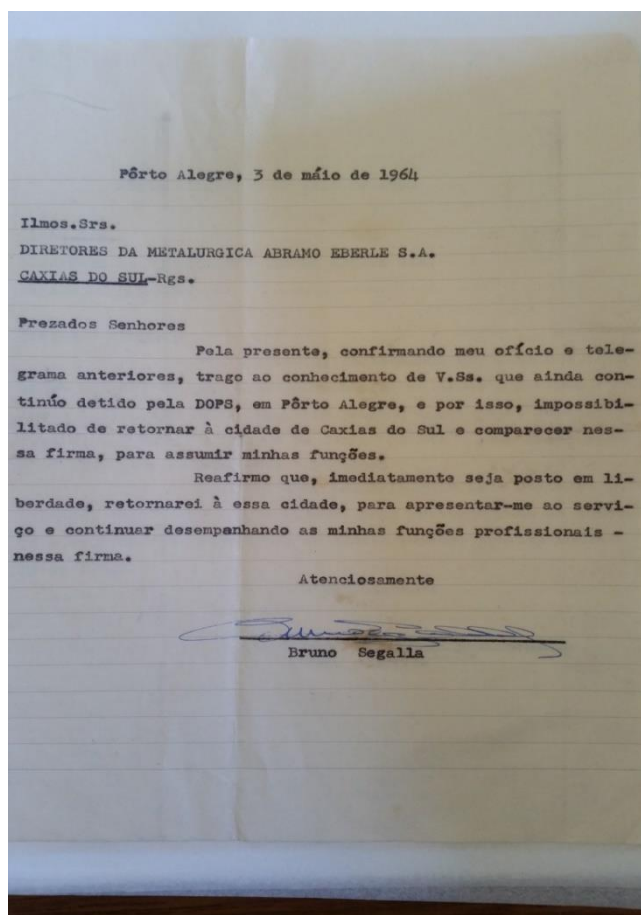 Pôrto Alegre, 3 de máio de 1964
Ilmos.Srs.
DIRETORES DA METALURGICA ABRAMO EBERLE S.A.
CAXIAS DO SUL-Rgs.
Prezados Senhores
Pela presente, confirmando meu ofício e tele-
grama anteriores, trago ao conhecimento de V.Ss. que ainda con-
tinúo detido pela DOPS, em Pôrto Alegre, e por isso, impossibi-
litado de retornar à cidade de Caxias do Sul e comparecer nes-
sa firma, para assumir minhas funções.
Reafirmo que, imediatamente seja posto em li-
berdade, retornarei à essa cidade, para apresentar-me ao servi-
ço e continuar desempenhando as minhas funções profissionais -
nessa firma.
Atenciosamente
Bruno Segalla